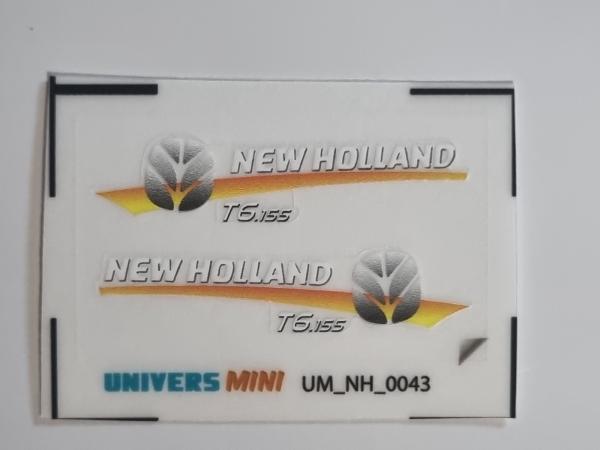 NEW HOLLAND
T6.155
NEW HOLLAND
T6.155
UNIVERS MINI UM_NH_0043